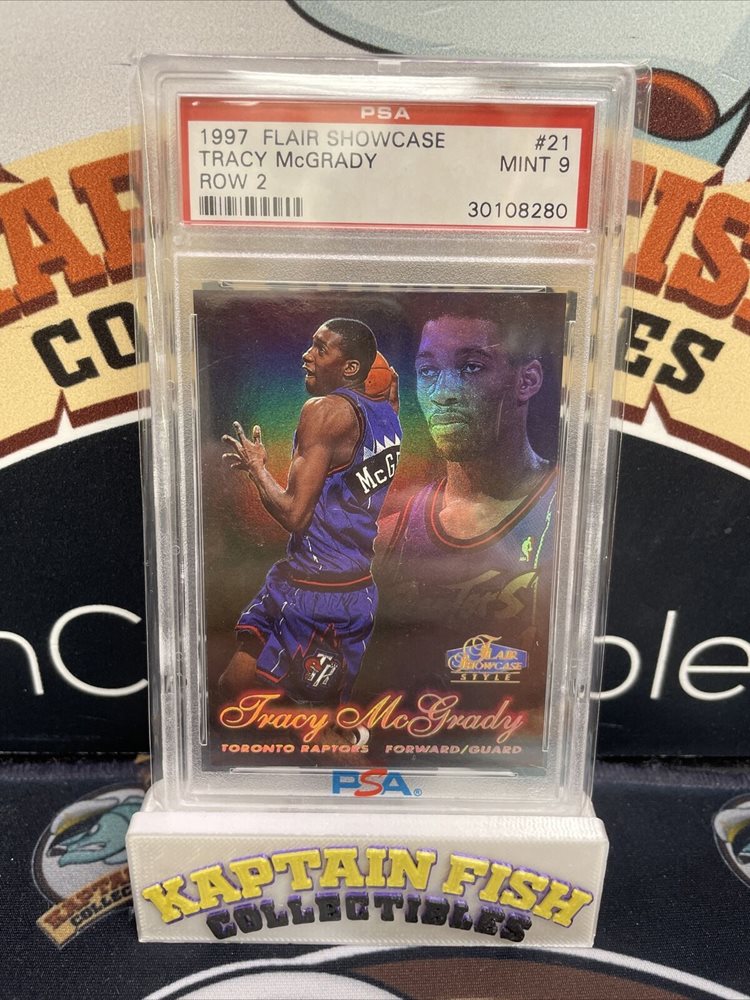 PSA
1997 FLAIR SHOWCASE #21
TRACY McGRADY MINT 9
ROW 2
30108280
McG
FLAIR
SHOWCASE
STYLE
Tracy McGrady
TORONTO RAPTORS FORWARD/GUARD
PSA®
KAPTAIN FISH
COLLECTIBLES